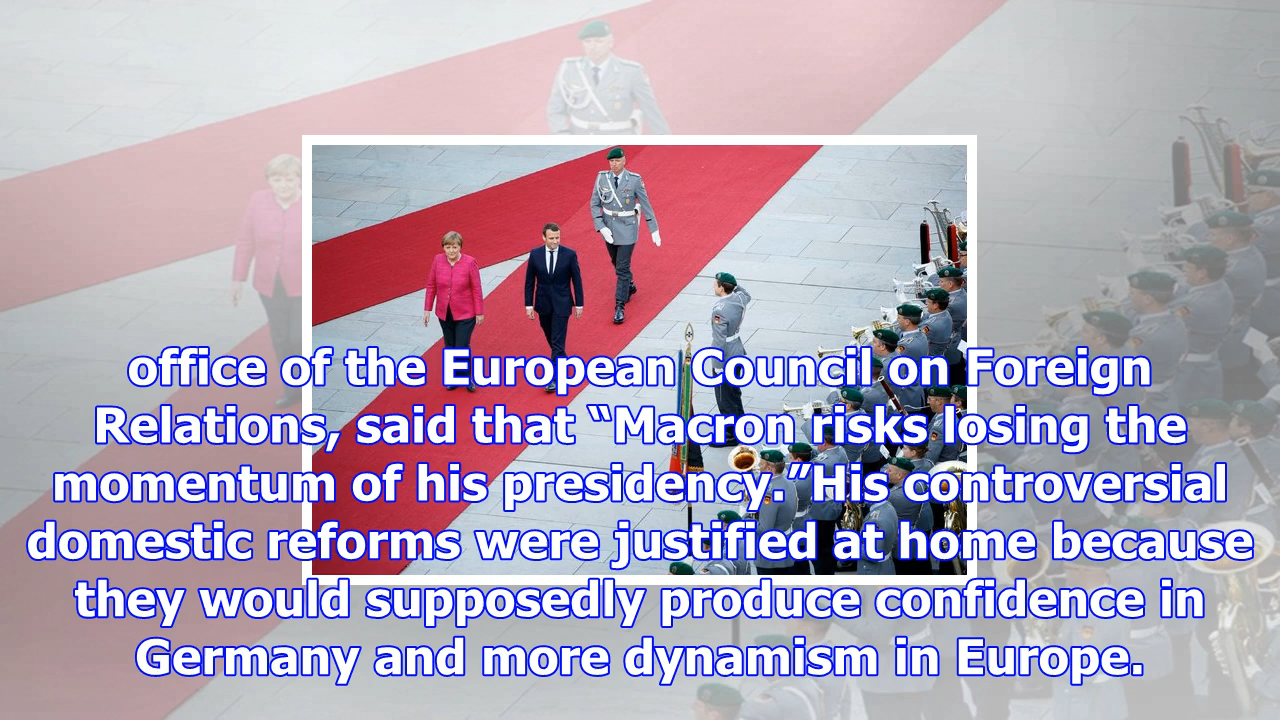 office of the European Council on Foreign
Relations, said that “Macron risks losing the
momentum of his presidency.”His controversial
domestic reforms were justified at home because
they would supposedly produce confidence in
Germany and more dynamism in Europe.